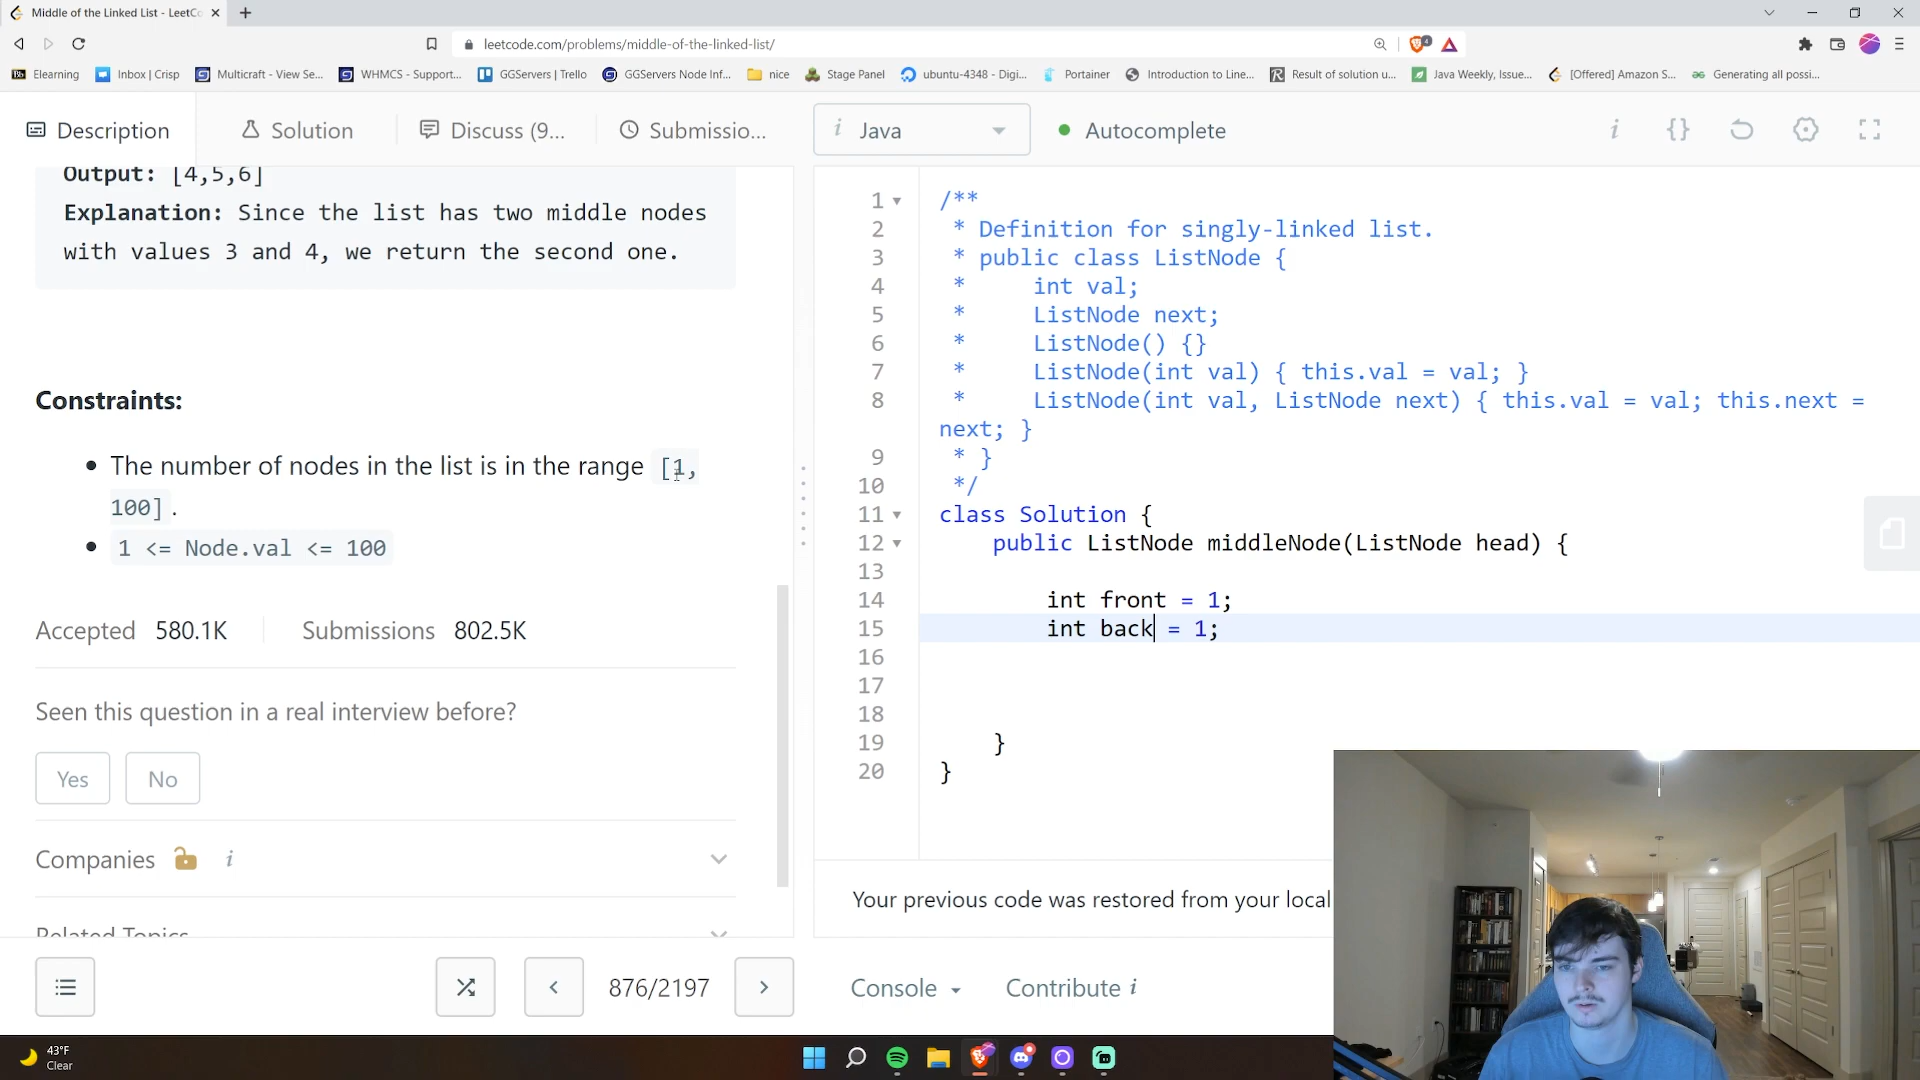 Middle of the Linked List - LeetCo
leetcode.com/problems/middle-of-the-linked-list/
Elearning
Inbox | Crisp
Multicraft - View Se...
WHMCS - Support...
GGServers | Trello
GGServers Node Inf...
nice
Stage Panel
ubuntu-4348 - Digi...
Portainer
Introduction to Line...
Result of solution u...
Java Weekly, Issue...
[Offered] Amazon S...
Generating all possi...
Description
Solution
Discuss (9...
Submissio...
i Java
Autocomplete
Output: [4,5,6]
Explanation: Since the list has two middle nodes
with values 3 and 4, we return the second one.
Constraints:
The number of nodes in the list is in the range [1,
100].
1 <= Node.val <= 100
Accepted 580.1K
Submissions 802.5K
Seen this question in a real interview before?
Yes
No
Companies i
Related Topics
876/2197
1 /**
2 * Definition for singly-linked list.
3 * public class ListNode {
4 *     int val;
5 *     ListNode next;
6 *     ListNode() {}
7 *     ListNode(int val) { this.val = val; }
8 *     ListNode(int val, ListNode next) { this.val = val; this.next =
next; }
9 * }
10 */
11 class Solution {
12     public ListNode middleNode(ListNode head) {
13
14         int front = 1;
15         int back = 1;
16
17
18
19     }
20 }
Your previous code was restored from your local
Console
Contribute i
43°F
Clear